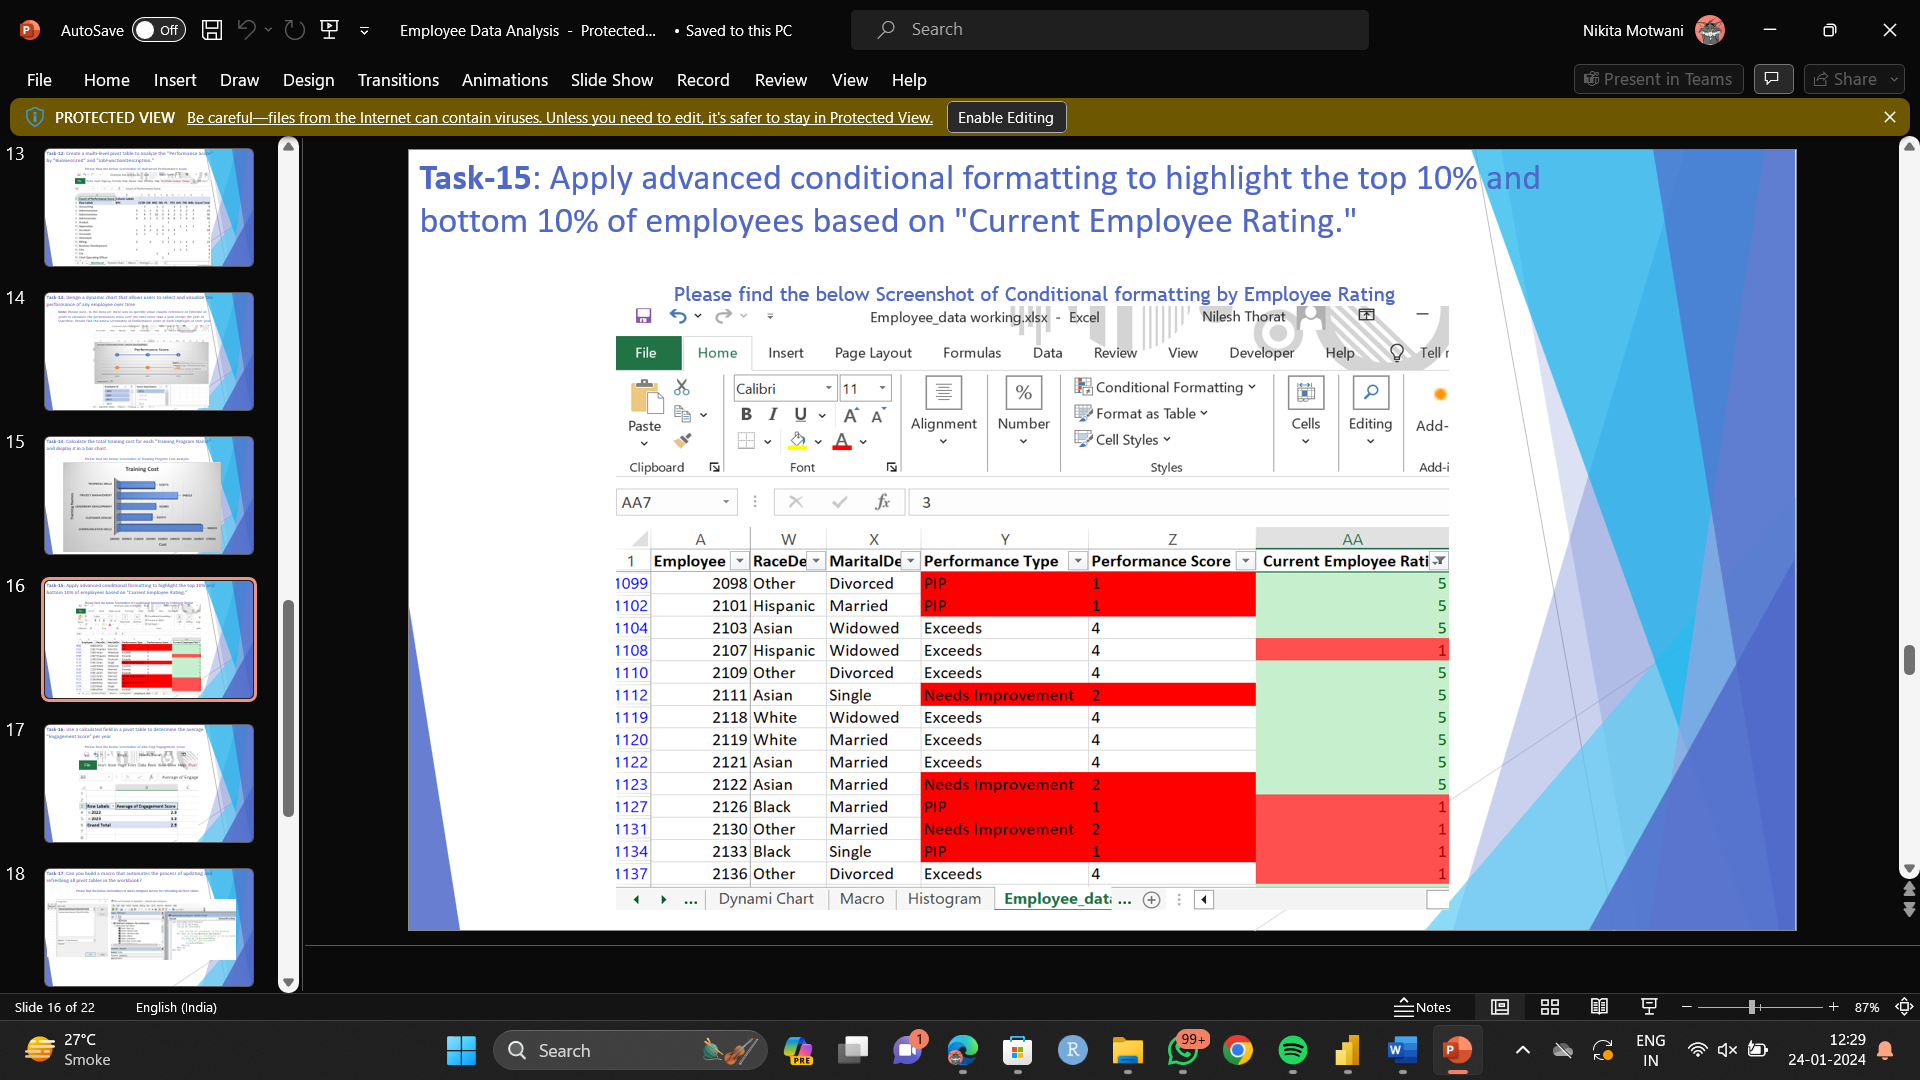 AutoSave Off
Employee Data Analysis - Protected... • Saved to this PC
Search
Nikita Motwani
File Home Insert Draw Design Transitions Animations Slide Show Record Review View Help
Present in Teams
Share
PROTECTED VIEW Be careful—files from the Internet can contain viruses. Unless you need to edit, it's safer to stay in Protected View. Enable Editing
13
14
15
16
17
18
Training Cost
Task-15: Apply advanced conditional formatting to highlight the top 10% and
bottom 10% of employees based on "Current Employee Rating."
Please find the below Screenshot of Conditional formatting by Employee Rating
Employee_data working.xlsx - Excel Nilesh Thorat
File Home Insert Page Layout Formulas Data Review View Developer Help Tell
Paste
Clipboard
Calibri 11
B I U A A
A
Font
Alignment
%
Number
Conditional Formatting
Format as Table
Cell Styles
Styles
Cells
Editing
Add-
Add-i
AA7 fx 3
A W X Y Z AA
1 Employee RaceDe MaritalDe Performance Type Performance Score Current Employee Rati
1099 2098 Other Divorced PIP 1 5
1102 2101 Hispanic Married PIP 1 5
1104 2103 Asian Widowed Exceeds 4 5
1108 2107 Hispanic Widowed Exceeds 4 1
1110 2109 Other Divorced Exceeds 4 5
1112 2111 Asian Single Needs Improvement 2 5
1119 2118 White Widowed Exceeds 4 5
1120 2119 White Married Exceeds 4 5
1122 2121 Asian Married Exceeds 4 5
1123 2122 Asian Married Needs Improvement 2 5
1127 2126 Black Married PIP 1 1
1131 2130 Other Married Needs Improvement 2 1
1134 2133 Black Single PIP 1 1
1137 2136 Other Divorced Exceeds 4 1
... Dynami Chart Macro Histogram Employee_data ...
Slide 16 of 22 English (India)
Notes
87%
27°C
Smoke
Search
PRE
1
99+
ENG
IN
12:29
24-01-2024